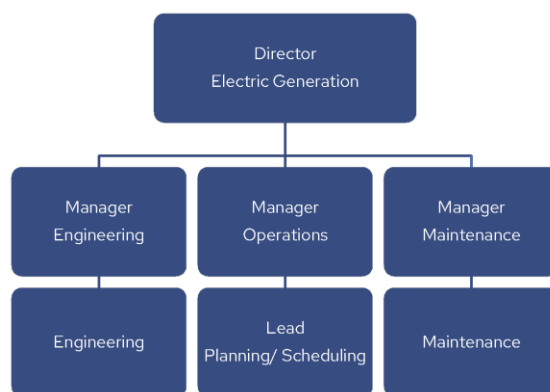 Director
Electric Generation
Manager
Engineering
Manager
Operations
Manager
Maintenance
Engineering
Lead
Planning/ Scheduling
Maintenance